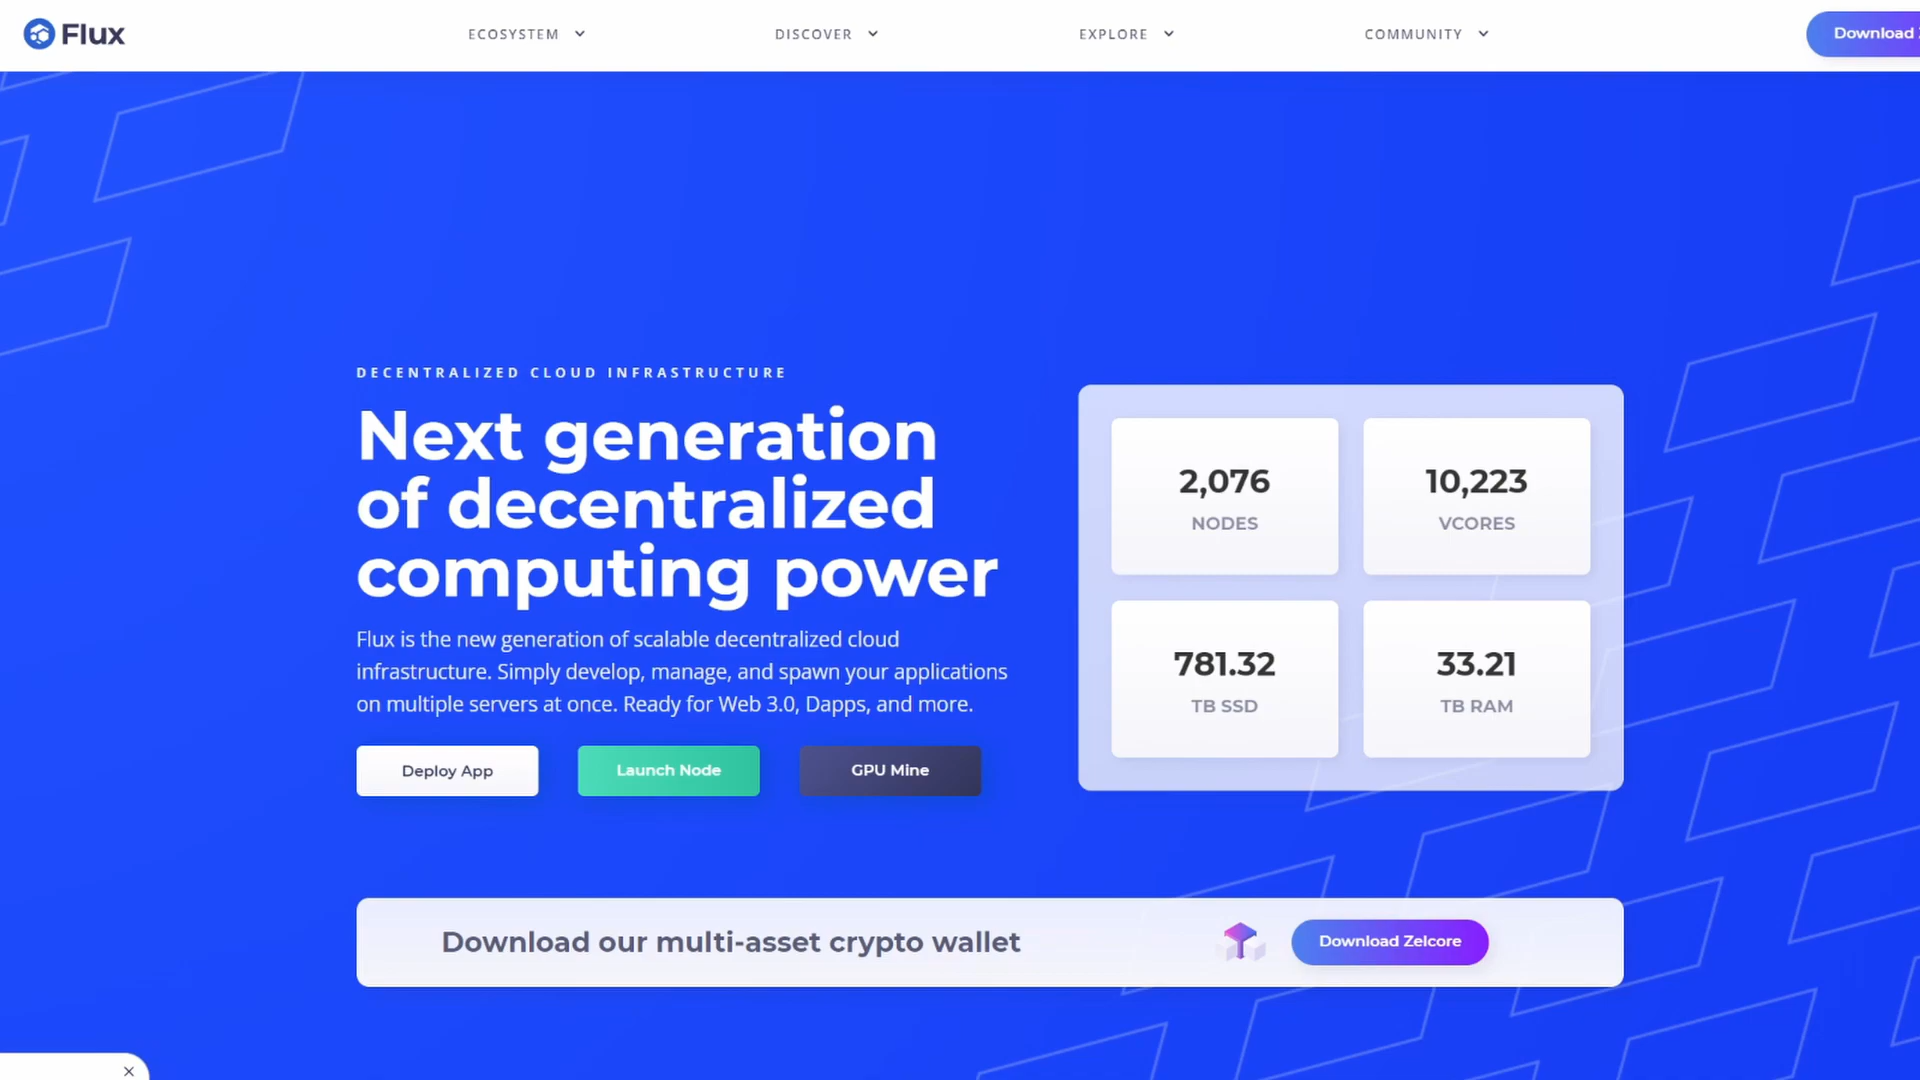 Flux
ECOSYSTEM
DISCOVER
EXPLORE
COMMUNITY
Download
DECENTRALIZED CLOUD INFRASTRUCTURE
Next generation
of decentralized
computing power
Flux is the new generation of scalable decentralized cloud
infrastructure. Simply develop, manage, and spawn your applications
on multiple servers at once. Ready for Web 3.0, Dapps, and more.
Deploy App
Launch Node
GPU Mine
2,076
NODES
10,223
VCORES
781.32
TB SSD
33.21
TB RAM
Download our multi-asset crypto wallet
Download Zelcore